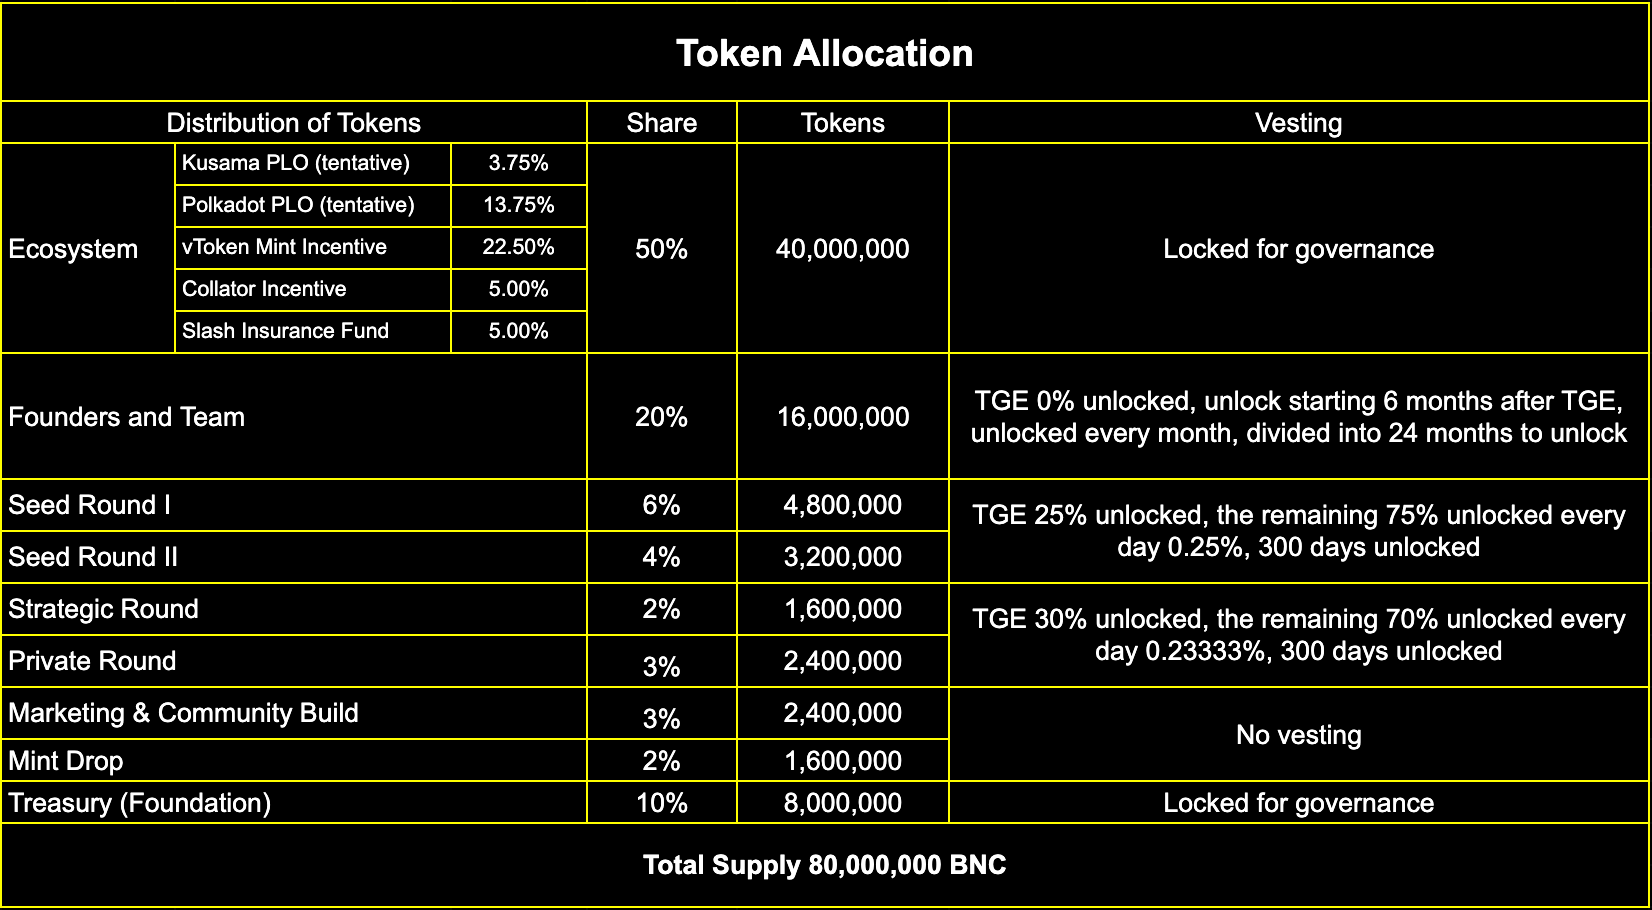 Token Allocation
Distribution of Tokens Share Tokens Vesting
Ecosystem
Kusama PLO (tentative) 3.75%
Polkadot PLO (tentative) 13.75%
vToken Mint Incentive 22.50%
Collator Incentive 5.00%
Slash Insurance Fund 5.00%
50% 40,000,000 Locked for governance
Founders and Team 20% 16,000,000
TGE 0% unlocked, unlock starting 6 months after TGE,
unlocked every month, divided into 24 months to unlock
Seed Round I 6% 4,800,000
Seed Round II 4% 3,200,000
TGE 25% unlocked, the remaining 75% unlocked every
day 0.25%, 300 days unlocked
Strategic Round 2% 1,600,000
Private Round 3% 2,400,000
TGE 30% unlocked, the remaining 70% unlocked every
day 0.23333%, 300 days unlocked
Marketing & Community Build 3% 2,400,000
Mint Drop 2% 1,600,000
No vesting
Treasury (Foundation) 10% 8,000,000 Locked for governance
Total Supply 80,000,000 BNC